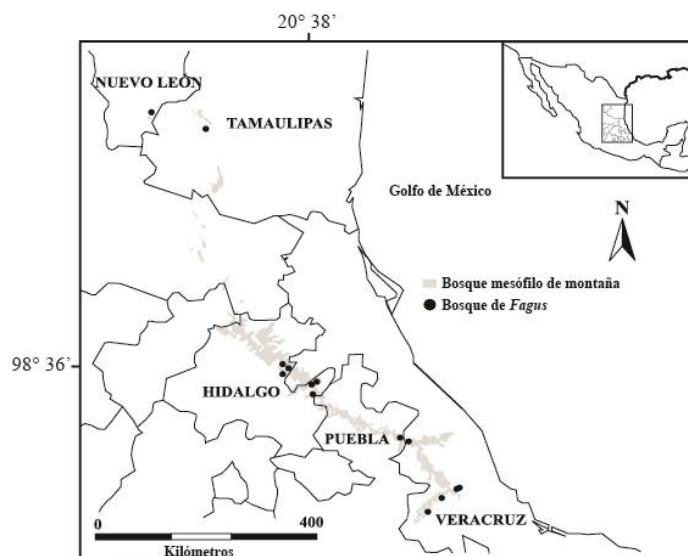 20° 38’
NUEVO LEÓN
TAMAULIPAS
Golfo de México
N
Bosque mesófilo de montaña
Bosque de Fagus
98° 36’
HIDALGO
PUEBLA
VERACRUZ
0 400
Kilómetros